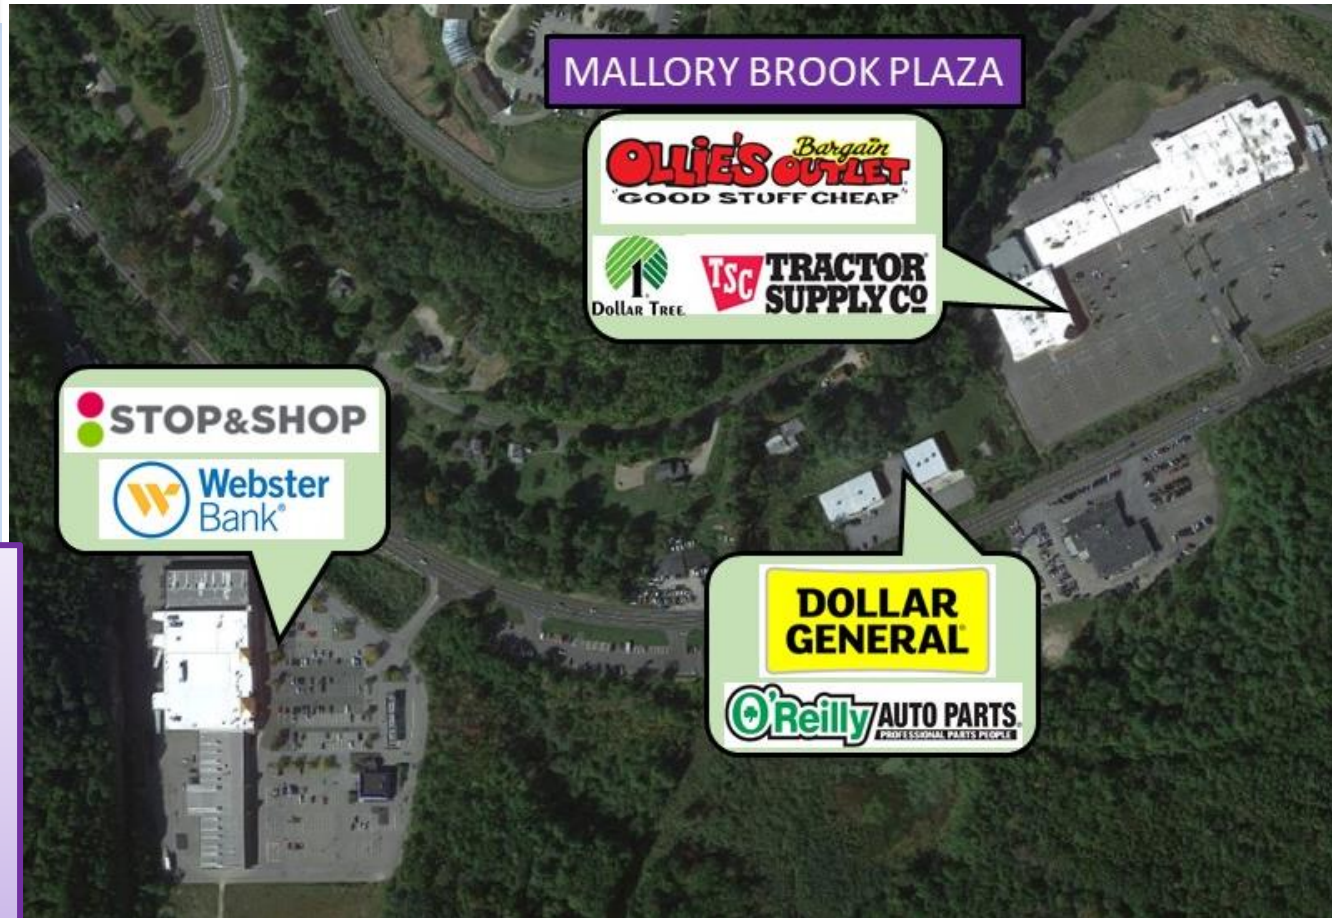 MALLORY BROOK PLAZA
OLLIE'S Bargain OUTLET
"GOOD STUFF CHEAP"
1
Dollar Tree
TSC TRACTOR
SUPPLY CO
STOP&SHOP
Webster
Bank®
DOLLAR
GENERAL®
O'Reilly AUTO PARTS
PROFESSIONAL PARTS PEOPLE